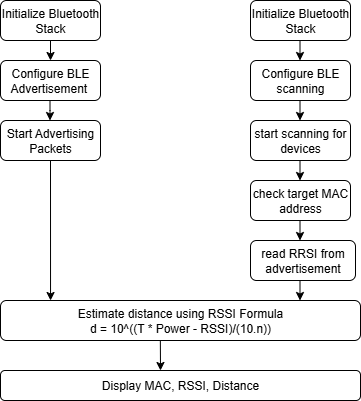 Initialize Bluetooth
Stack
Configure BLE
Advertisement
Start Advertising
Packets
Initialize Bluetooth
Stack
Configure BLE
scanning
start scanning for
devices
check target MAC
address
read RRSI from
advertisement
Estimate distance using RSSI Formula
d = 10^((T * Power - RSSI)/(10.n))
Display MAC, RSSI, Distance